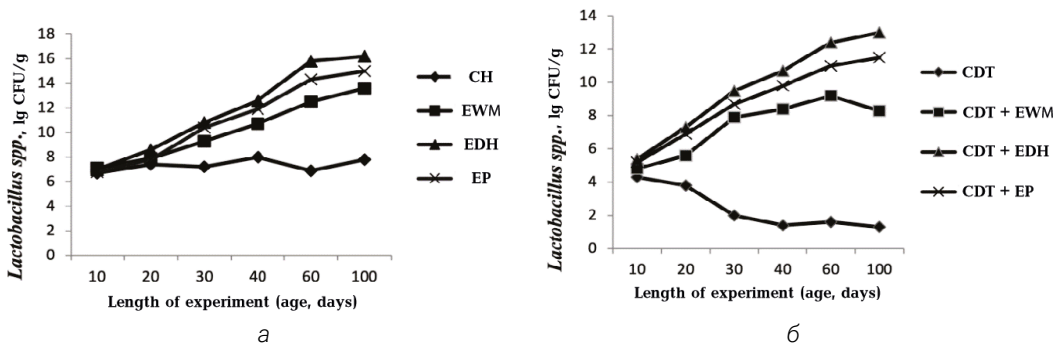 Lactobacillus spp., lg CFU/g
18
16
14
12
10
8
6
4
2
0
10 20 30 40 60 100
Length of experiment (age, days)
CH
EWM
EDH
EP
а
Lactobacillus spp., lg CFU/g
14
12
10
8
6
4
2
0
10 20 30 40 60 100
Length of experiment (age, days)
CDT
CDT + EWM
CDT + EDH
CDT + EP
б